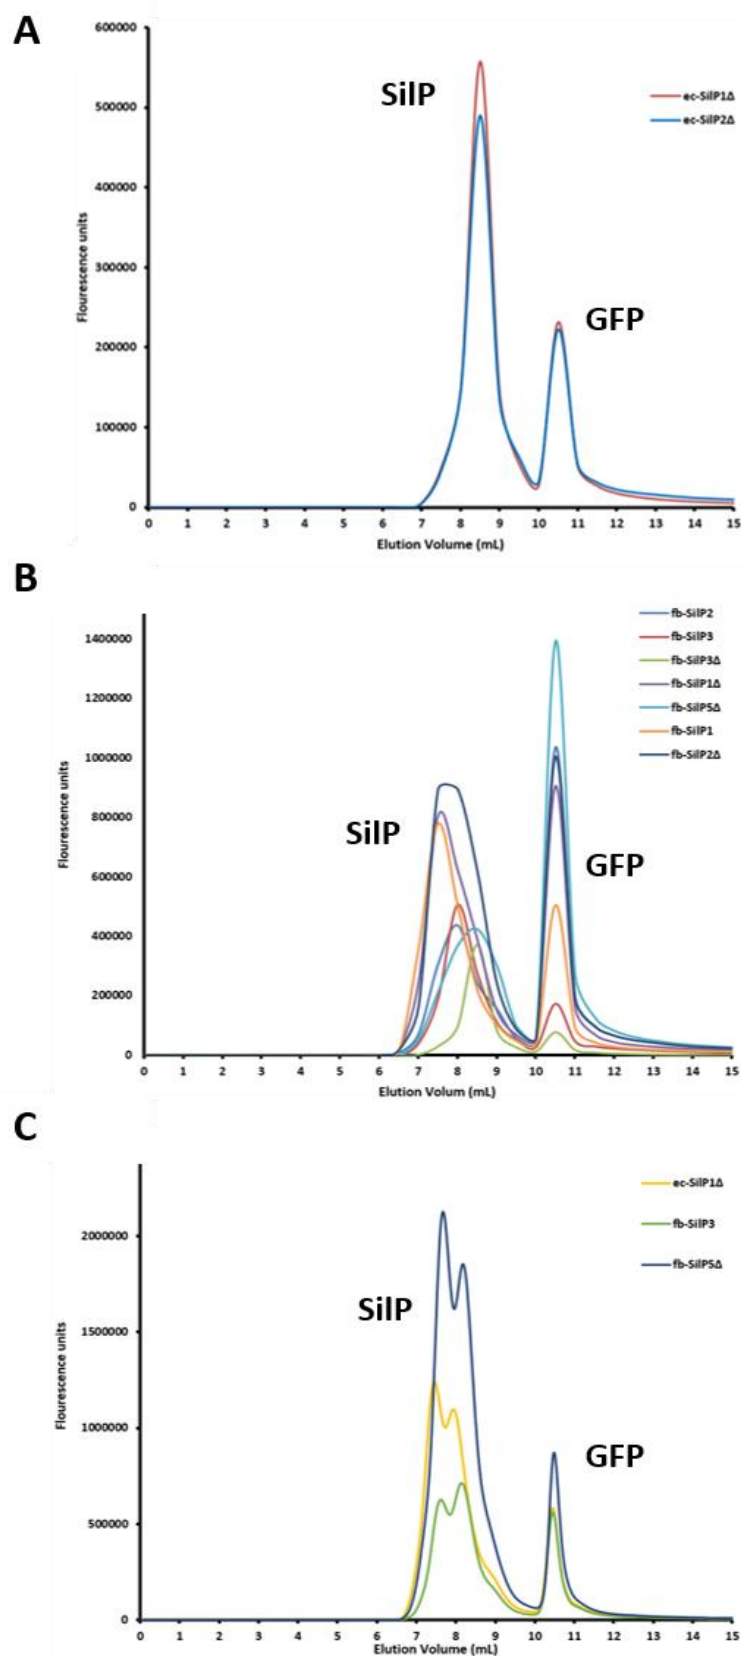 A
600000
500000
400000
300000
200000
100000
0
Flourescence units
SilP
GFP
ec-SilP1Δ
ec-SilP2Δ
0 1 2 3 4 5 6 7 8 9 10 11 12 13 14 15
Elution Volume (mL)
B
1400000
1200000
1000000
800000
600000
400000
200000
0
Flourescence units
SilP
GFP
fb-SilP2
fb-SilP3
fb-SilP3Δ
fb-SilP1Δ
fb-SilP5Δ
fb-SilP1
fb-SilP2Δ
0 1 2 3 4 5 6 7 8 9 10 11 12 13 14 15
Elution Volum (mL)
C
2000000
1500000
1000000
500000
0
Flourescence units
SilP
GFP
ec-SilP1Δ
fb-SilP3
fb-SilP5Δ
0 1 2 3 4 5 6 7 8 9 10 11 12 13 14 15
Elution Volume (mL)